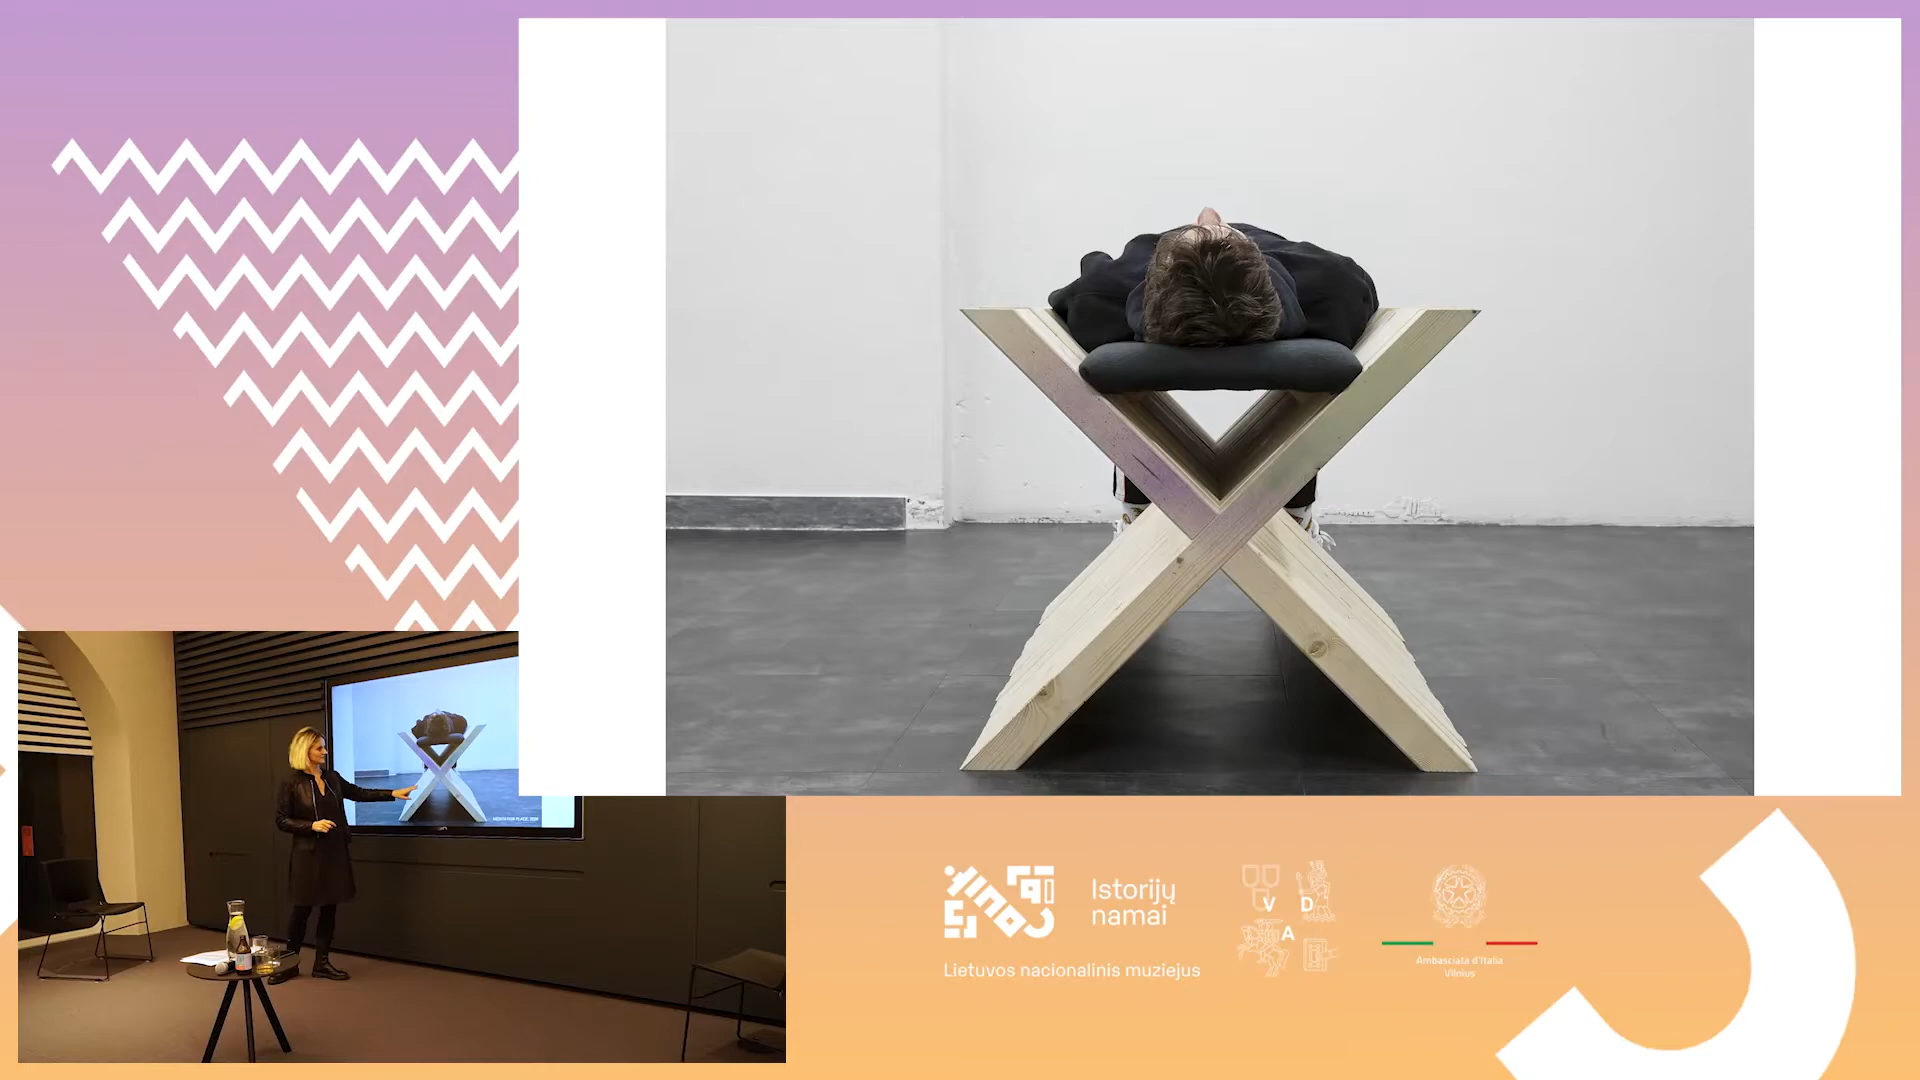 Istorijų
namai
Lietuvos nacionalinis muziejus
V D
A
Ambasciata d'Italia
Vilnius